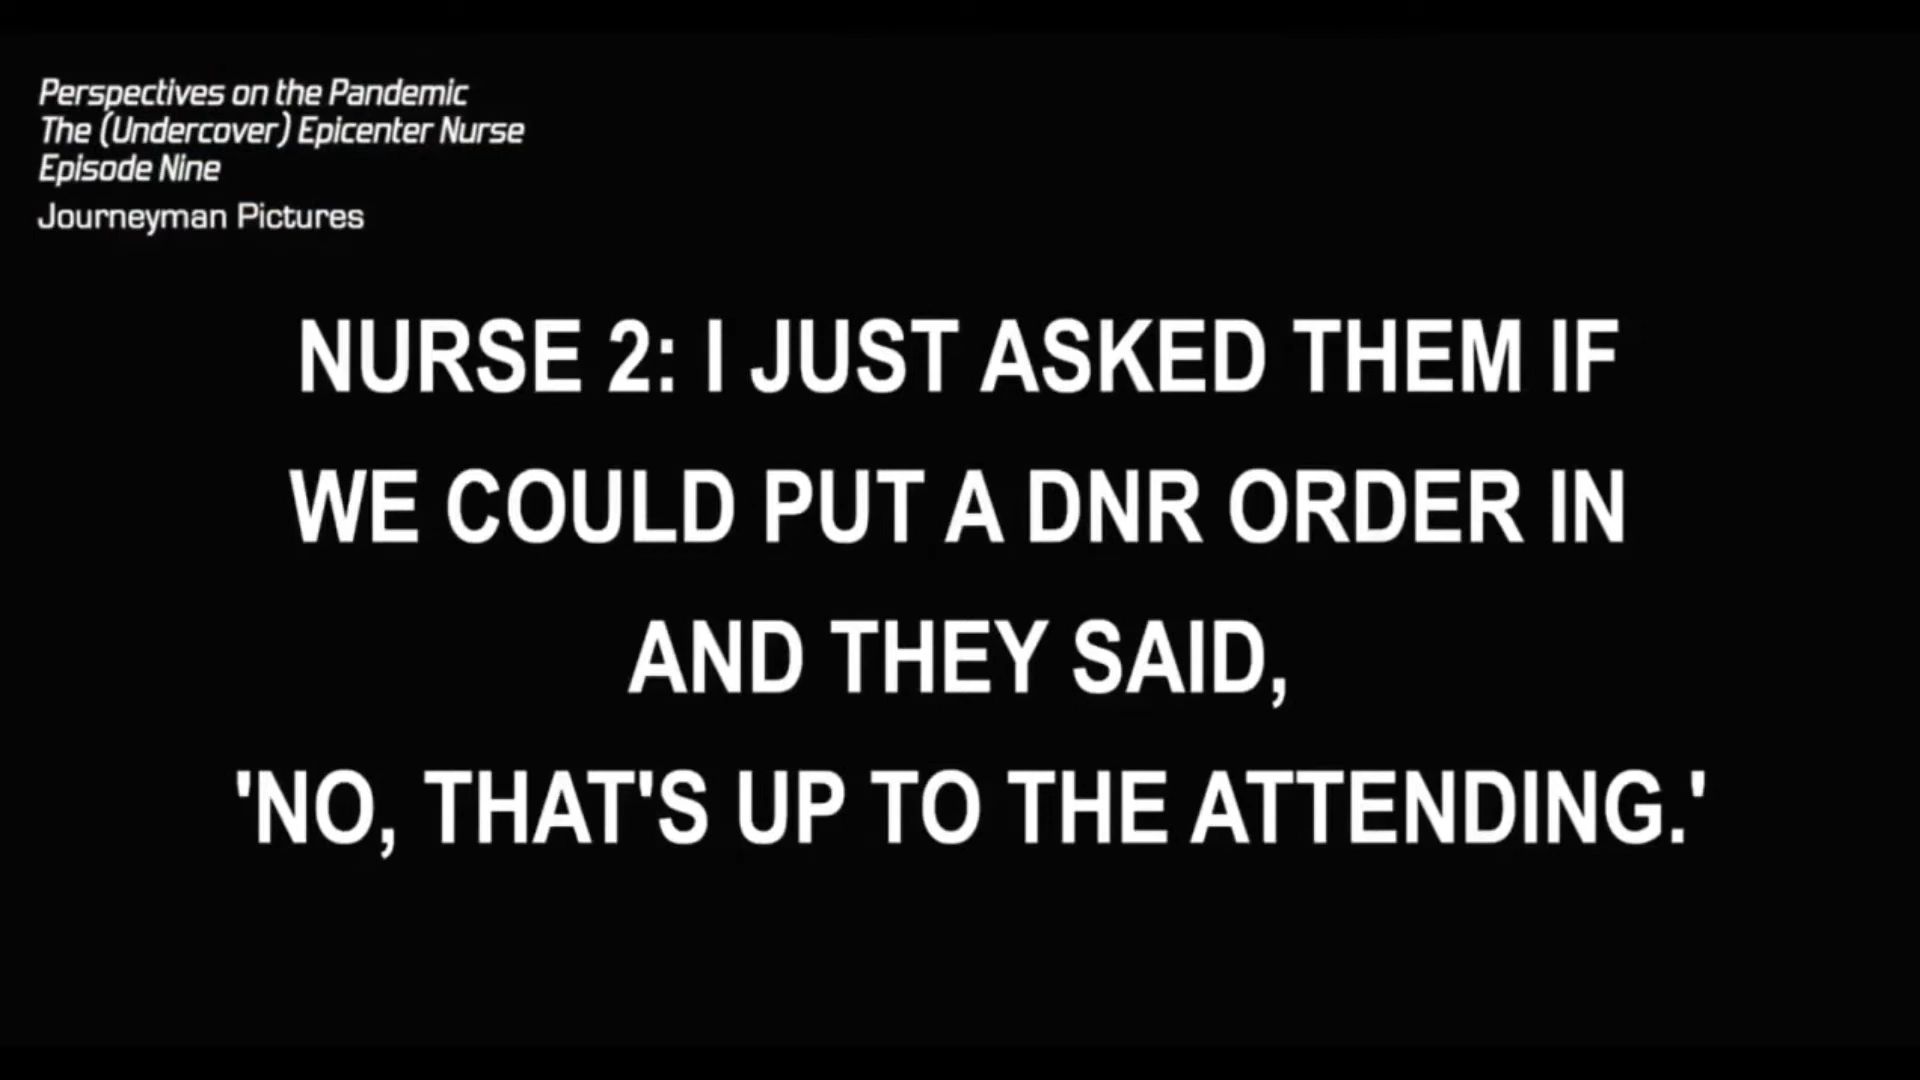 Perspectives on the Pandemic
The (Undercover) Epicenter Nurse
Episode Nine
Journeyman Pictures
NURSE 2: I JUST ASKED THEM IF
WE COULD PUT A DNR ORDER IN
AND THEY SAID,
'NO, THAT'S UP TO THE ATTENDING.'